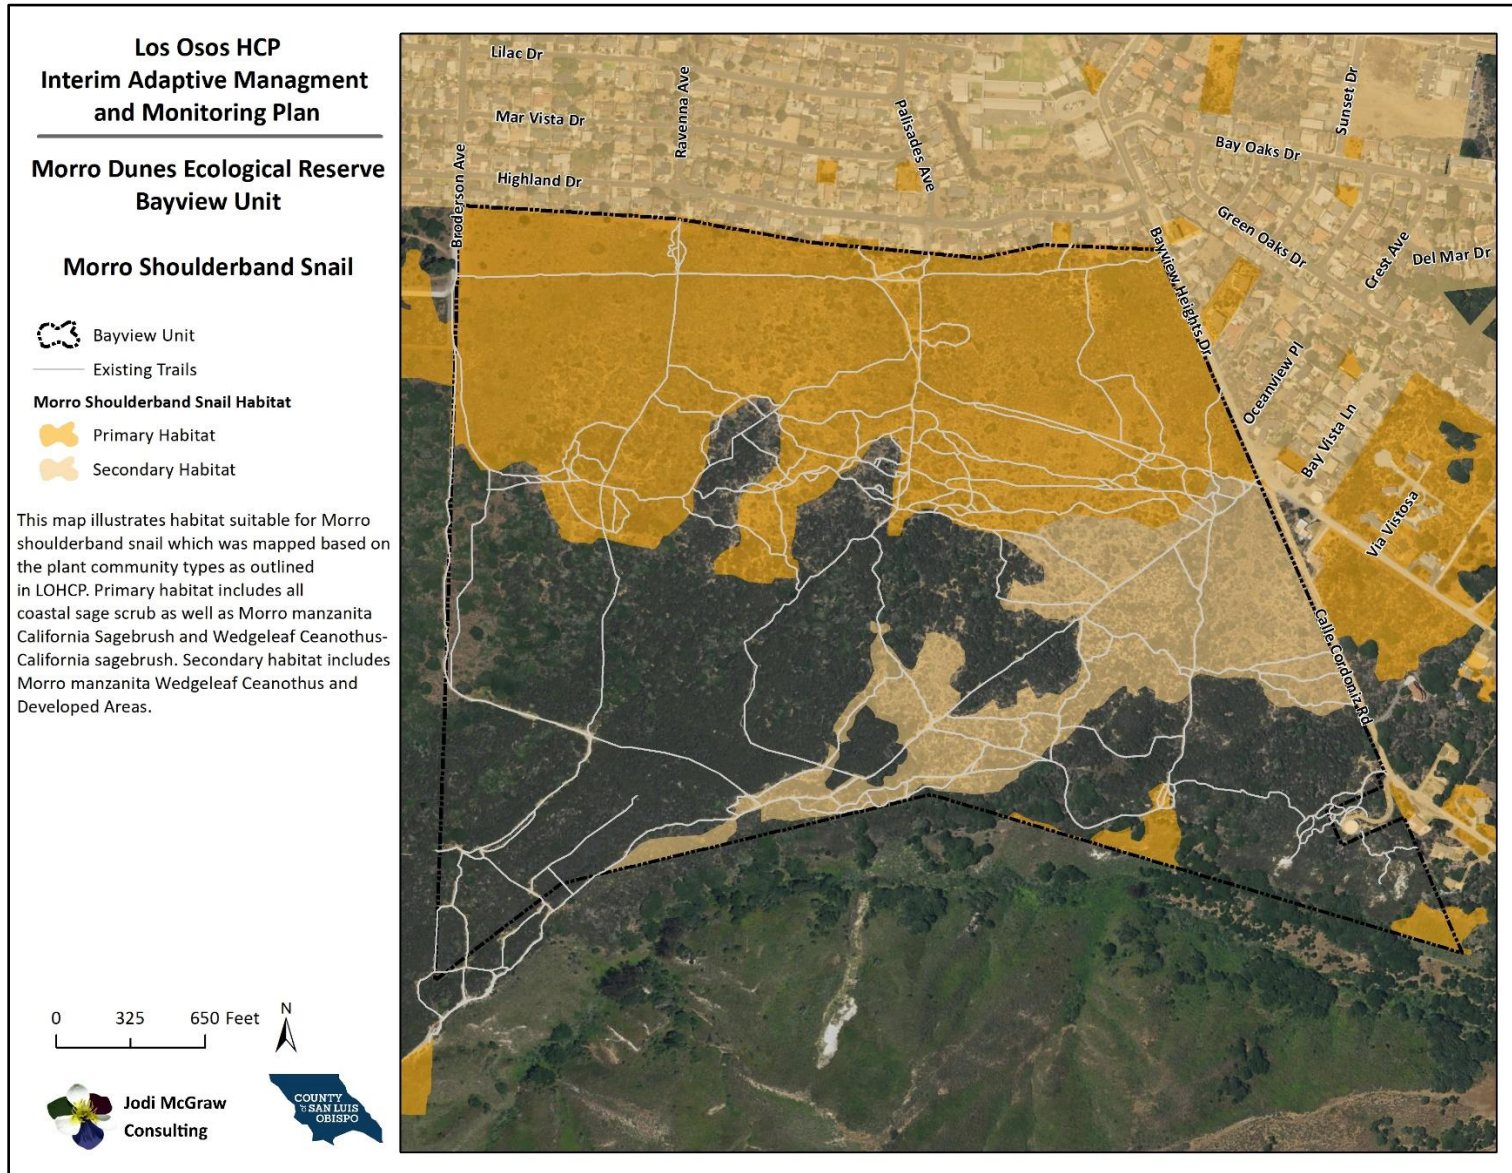 Los Osos HCP
Interim Adaptive Managment
and Monitoring Plan
Morro Dunes Ecological Reserve
Bayview Unit
Morro Shoulderband Snail
Bayview Unit
Existing Trails
Morro Shoulderband Snail Habitat
Primary Habitat
Secondary Habitat
This map illustrates habitat suitable for Morro
shoulderband snail which was mapped based on
the plant community types as outlined
in LOHCP. Primary habitat includes all
coastal sage scrub as well as Morro manzanita
California Sagebrush and Wedgeleaf Ceanothus-
California sagebrush. Secondary habitat includes
Morro manzanita Wedgeleaf Ceanothus and
Developed Areas.
0 325 650 Feet
N
Jodi McGraw
Consulting
COUNTY
OF SAN LUIS
OBISPO
Lilac Dr
Mar Vista Dr
Highland Dr
Broderson Ave
Ravenna Ave
Palisades Ave
Sunset Dr
Bay Oaks Dr
Green Oaks Dr
Crest Ave
Del Mar Dr
Bayview Heights Dr
Oceanview Pl
Bay Vista Ln
Via Vistosa
Calle Cordoniz Rd